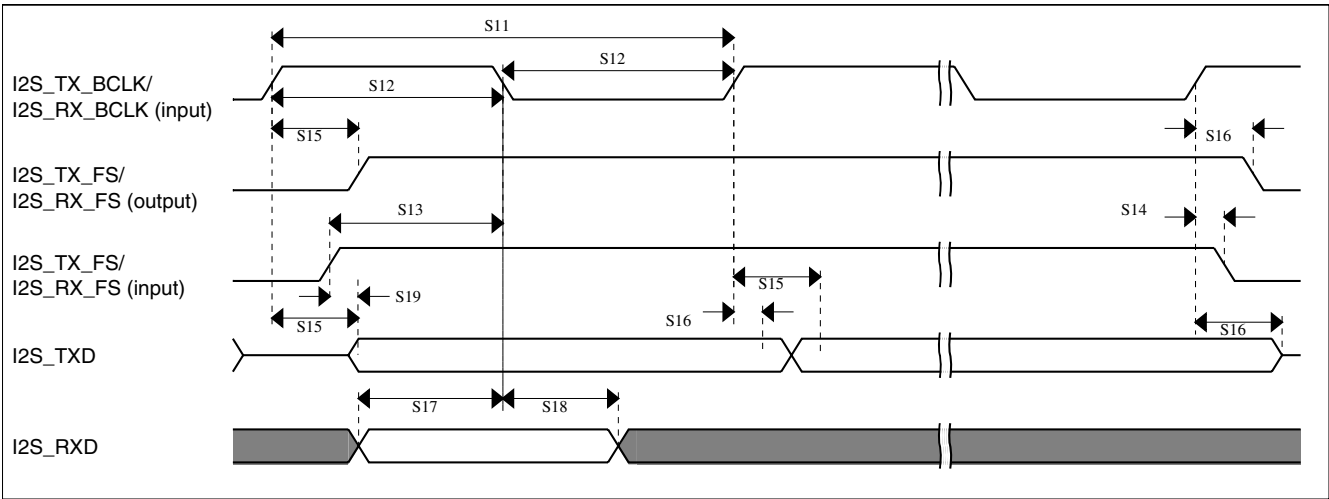 S11
I2S_TX_BCLK/
I2S_RX_BCLK (input)
S12
S12
S15
S16
I2S_TX_FS/
I2S_RX_FS (output)
S13
S14
I2S_TX_FS/
I2S_RX_FS (input)
S19
S15
S15
S16
S16
I2S_TXD
S17
S18
I2S_RXD